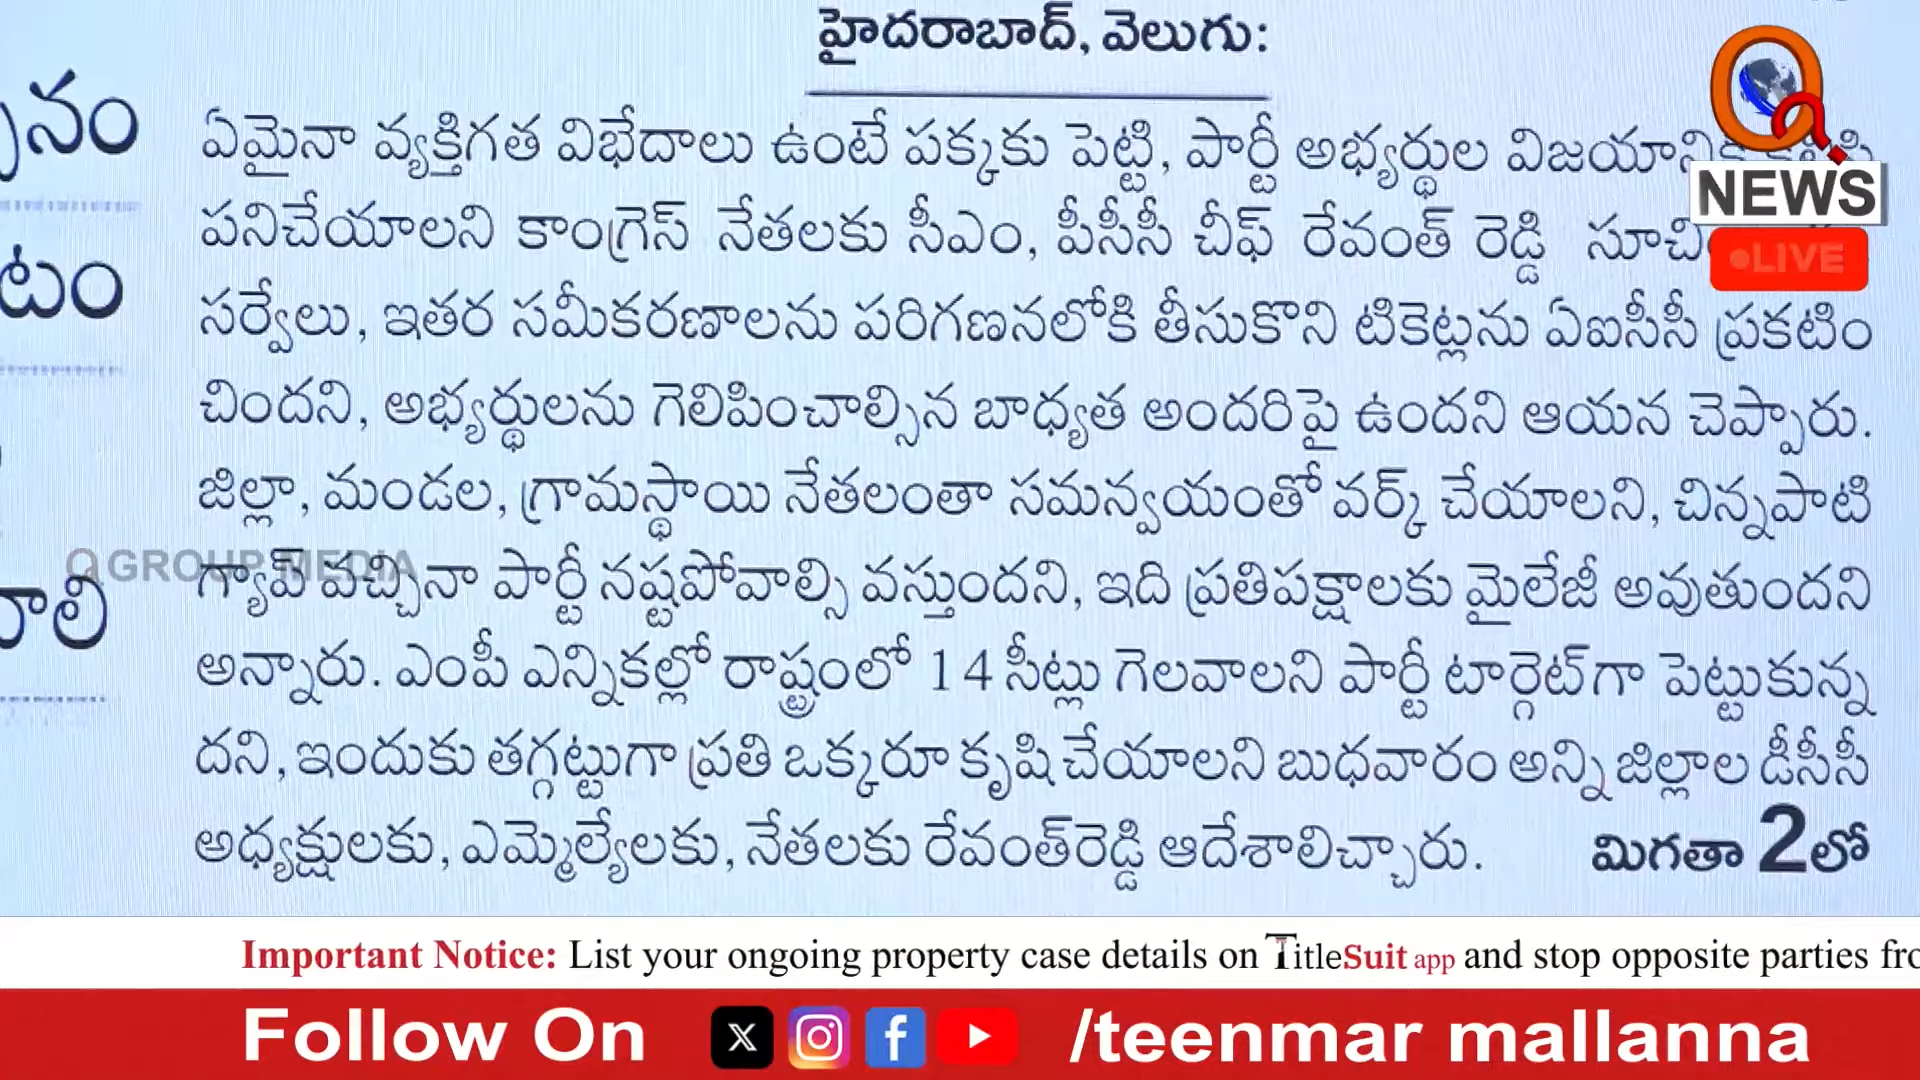 హైదరాబాద్, వెలుగు:
ఏమైనా వ్యక్తిగత విభేదాలు ఉంటే పక్కకు పెట్టి, పార్టీ అభ్యర్థుల
పనిచేయాలని కాంగ్రెస్ నేతలకు సీఎం, పీసీసీ చీఫ్ రేవంత్ రెడ్డి
సర్వేలు, ఇతర సమీకరణాలను పరిగణనలోకి తీసుకొని టికెట్లను ఏఐసీసీ ప్రకటిం
చిందని, అభ్యర్థులను గెలిపించాల్సిన బాధ్యత అందరిపై ఉందని ఆయన చెప్పారు.
జిల్లా, మండల, గ్రామస్థాయి నేతలంతా సమన్వయంతో వర్క్ చేయాలని, చిన్నపాటి
గ్యాప్ వచ్చినా పార్టీ నష్టపోవాల్సి వస్తుందని, ఇది ప్రతిపక్షాలకు మైలేజీ అవుతుందని
అన్నారు. ఎంపీ ఎన్నికల్లో రాష్ట్రంలో 14 సీట్లు గెలవాలని పార్టీ టార్గెట్‌గా పెట్టుకున్న
దని, ఇందుకు తగ్గట్టుగా ప్రతి ఒక్కరూ కృషి చేయాలని బుధవారం అన్ని జిల్లాల డీసీసీ
అధ్యక్షులకు, ఎమ్మెల్యేలకు, నేతలకు రేవంత్‌రెడ్డి ఆదేశాలిచ్చారు. మిగతా 2లో
Q GROUP MEDIA
Q NEWS
LIVE
Important Notice: List your ongoing property case details on TitleSuit app and stop opposite parties
Follow On /teenmar mallanna